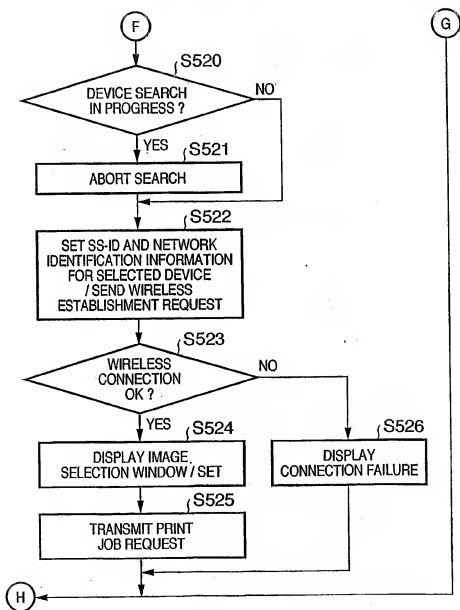 F
G
S520
DEVICE SEARCH
IN PROGRESS ?
NO
YES
S521
ABORT SEARCH
S522
SET SS-ID AND NETWORK
IDENTIFICATION INFORMATION
FOR SELECTED DEVICE
/ SEND WIRELESS
ESTABLISHMENT REQUEST
S523
WIRELESS
CONNECTION
OK ?
NO
YES
S524
DISPLAY IMAGE
SELECTION WINDOW / SET
S526
DISPLAY
CONNECTION FAILURE
S525
TRANSMIT PRINT
JOB REQUEST
H